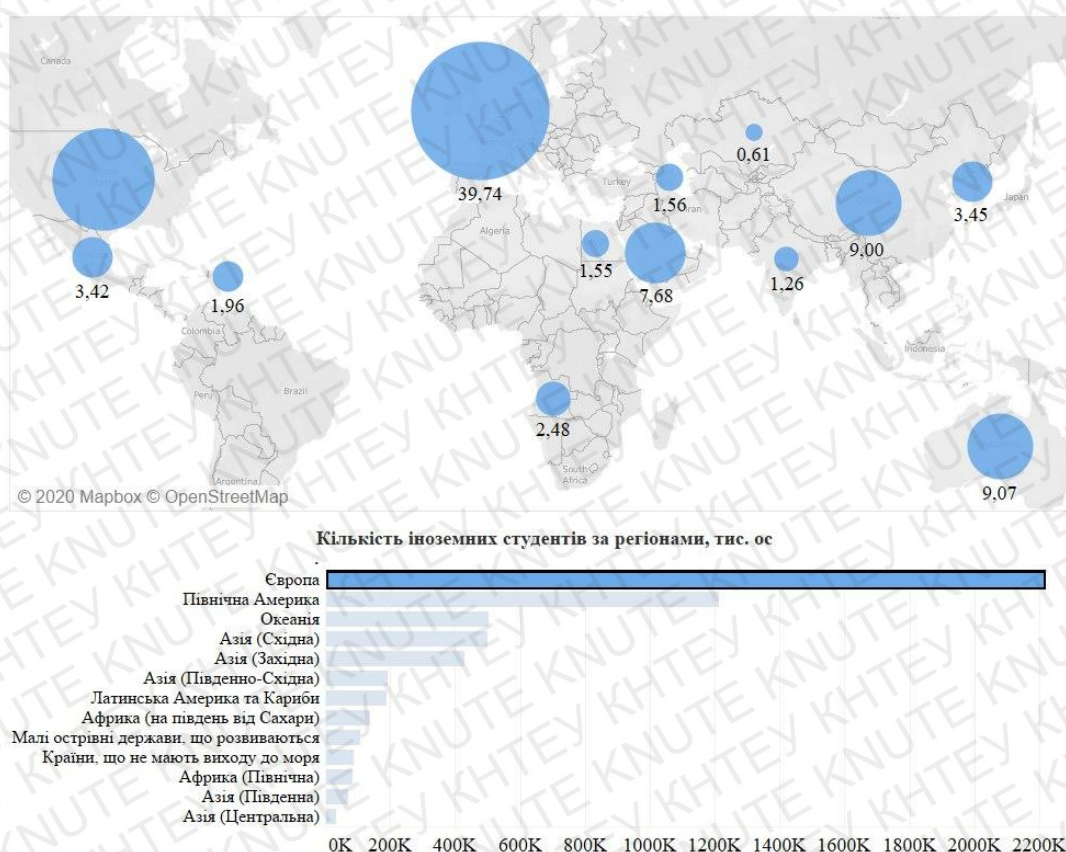 Canada
39,74
0,61
Turkey
1,56
Iran
3,45
Japan
Algeria
9,00
3,42
1,55
7,68
1,26
1,96
Colombia
Indonesia
Peru
Brazil
2,48
South
Africa
Argentina
9,07
© 2020 Mapbox © OpenStreetMap
Кількість іноземних студентів за регіонами, тис. ос
Європа
Північна Америка
Океанія
Азія (Східна)
Азія (Західна)
Азія (Південно-Східна)
Латинська Америка та Кариби
Африка (на південь від Сахари)
Малі острівні держави, що розвиваються
Країни, що не мають виходу до моря
Африка (Північна)
Азія (Південна)
Азія (Центральна)
0K 200K 400K 600K 800K 1000K 1200K 1400K 1600K 1800K 2000K 2200K
КНТЕУ KNUTE